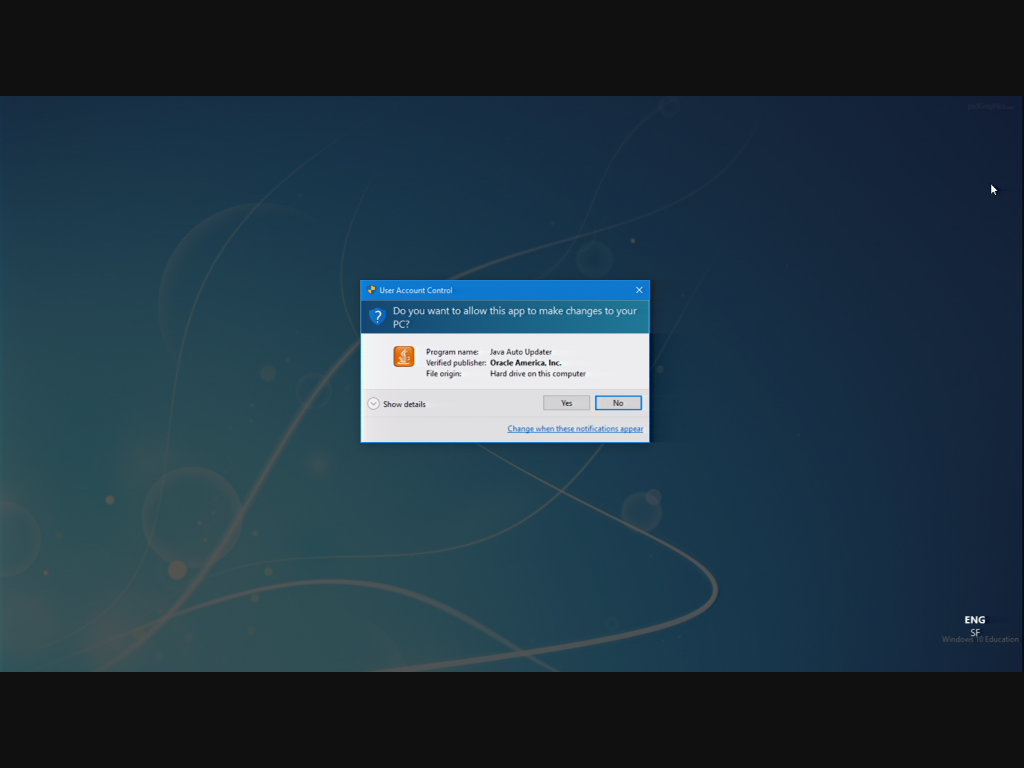 User Account Control
Do you want to allow this app to make changes to your
PC?
Program name: Java Auto Updater
Verified publisher: Oracle America, Inc.
File origin: Hard drive on this computer
Show details
Yes
No
Change when these notifications appear
ENG
SF
Windows 10 Education